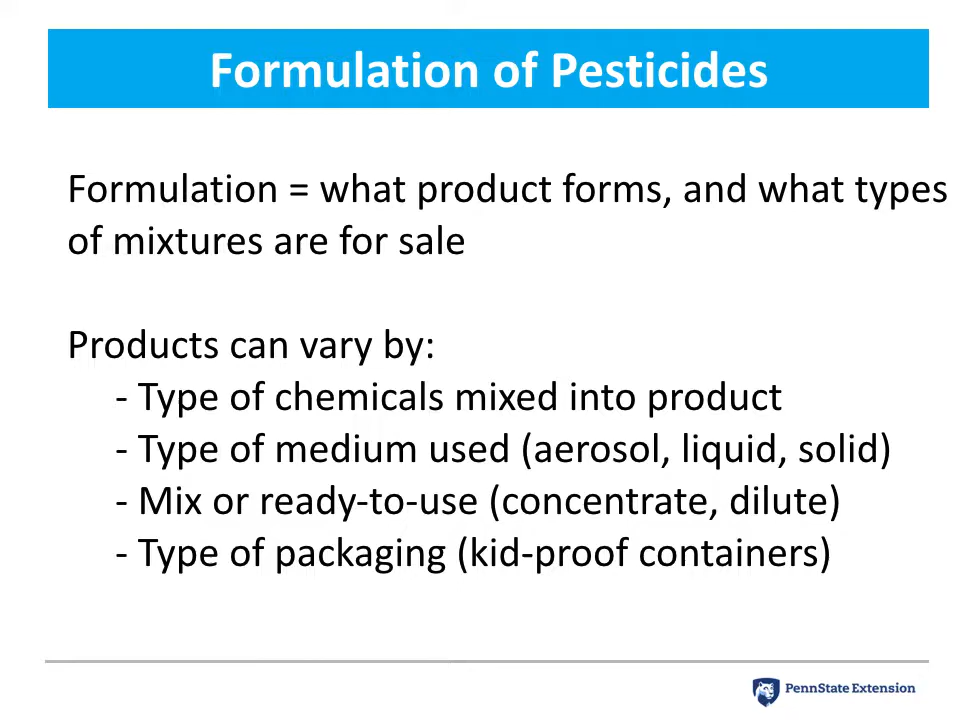 Formulation of Pesticides
Formulation = what product forms, and what types
of mixtures are for sale
Products can vary by:
- Type of chemicals mixed into product
- Type of medium used (aerosol, liquid, solid)
- Mix or ready-to-use (concentrate, dilute)
- Type of packaging (kid-proof containers)
PennState Extension